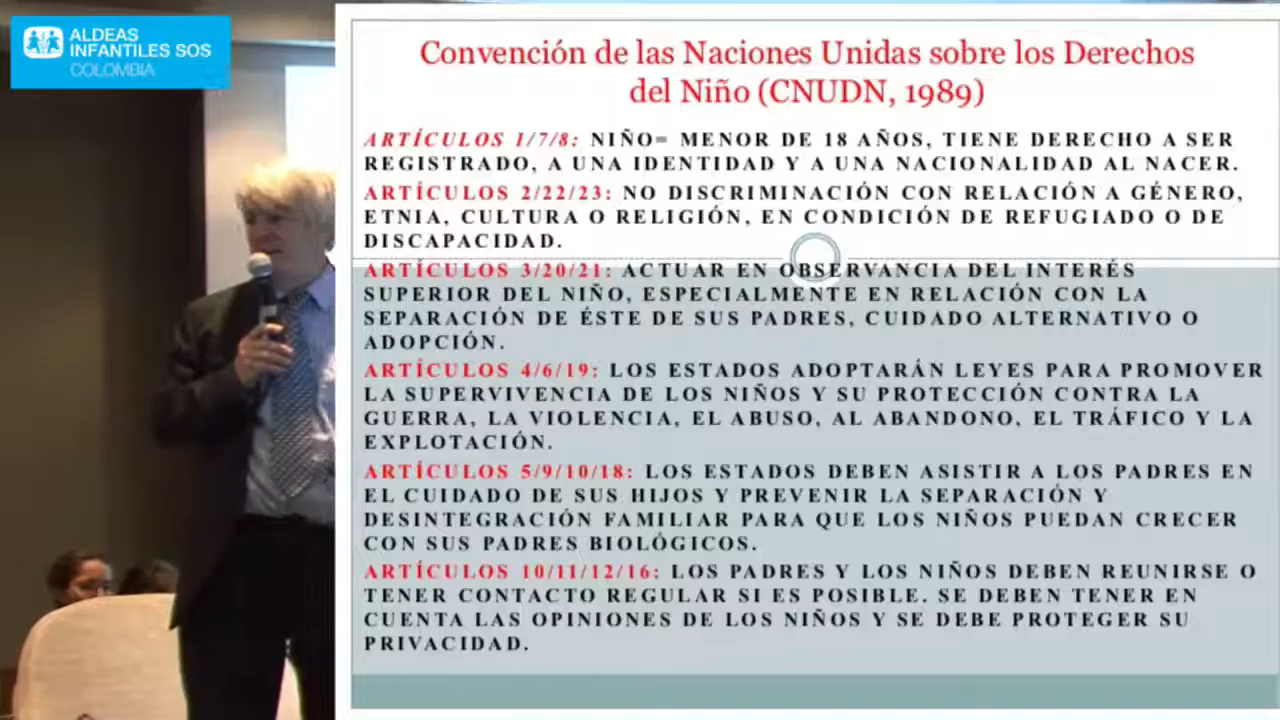 ALDEAS
INFANTILES SOS
COLOMBIA
Convención de las Naciones Unidas sobre los Derechos
del Niño (CNUDN, 1989)
ARTÍCULOS 1/7/8: NIÑO= MENOR DE 18 AÑOS, TIENE DERECHO A SER
REGISTRADO, A UNA IDENTIDAD Y A UNA NACIONALIDAD AL NACER.
ARTÍCULOS 2/22/23: NO DISCRIMINACIÓN CON RELACIÓN A GÉNERO,
ETNIA, CULTURA O RELIGIÓN, EN CONDICIÓN DE REFUGIADO O DE
DISCAPACIDAD.
ARTÍCULOS 3/20/21: ACTUAR EN OBSERVANCIA DEL INTERÉS
SUPERIOR DEL NIÑO, ESPECIALMENTE EN RELACIÓN CON LA
SEPARACIÓN DE ÉSTE DE SUS PADRES, CUIDADO ALTERNATIVO O
ADOPCIÓN.
ARTÍCULOS 4/6/19: LOS ESTADOS ADOPTARÁN LEYES PARA PROMOVER
LA SUPERVIVENCIA DE LOS NIÑOS Y SU PROTECCIÓN CONTRA LA
GUERRA, LA VIOLENCIA, EL ABUSO, AL ABANDONO, EL TRÁFICO Y LA
EXPLOTACIÓN.
ARTÍCULOS 5/9/10/18: LOS ESTADOS DEBEN ASISTIR A LOS PADRES EN
EL CUIDADO DE SUS HIJOS Y PREVENIR LA SEPARACIÓN Y
DESINTEGRACIÓN FAMILIAR PARA QUE LOS NIÑOS PUEDAN CRECER
CON SUS PADRES BIOLÓGICOS.
ARTÍCULOS 10/11/12/16: LOS PADRES Y LOS NIÑOS DEBEN REUNIRSE O
TENER CONTACTO REGULAR SI ES POSIBLE. SE DEBEN TENER EN
CUENTA LAS OPINIONES DE LOS NIÑOS Y SE DEBE PROTEGER SU
PRIVACIDAD.